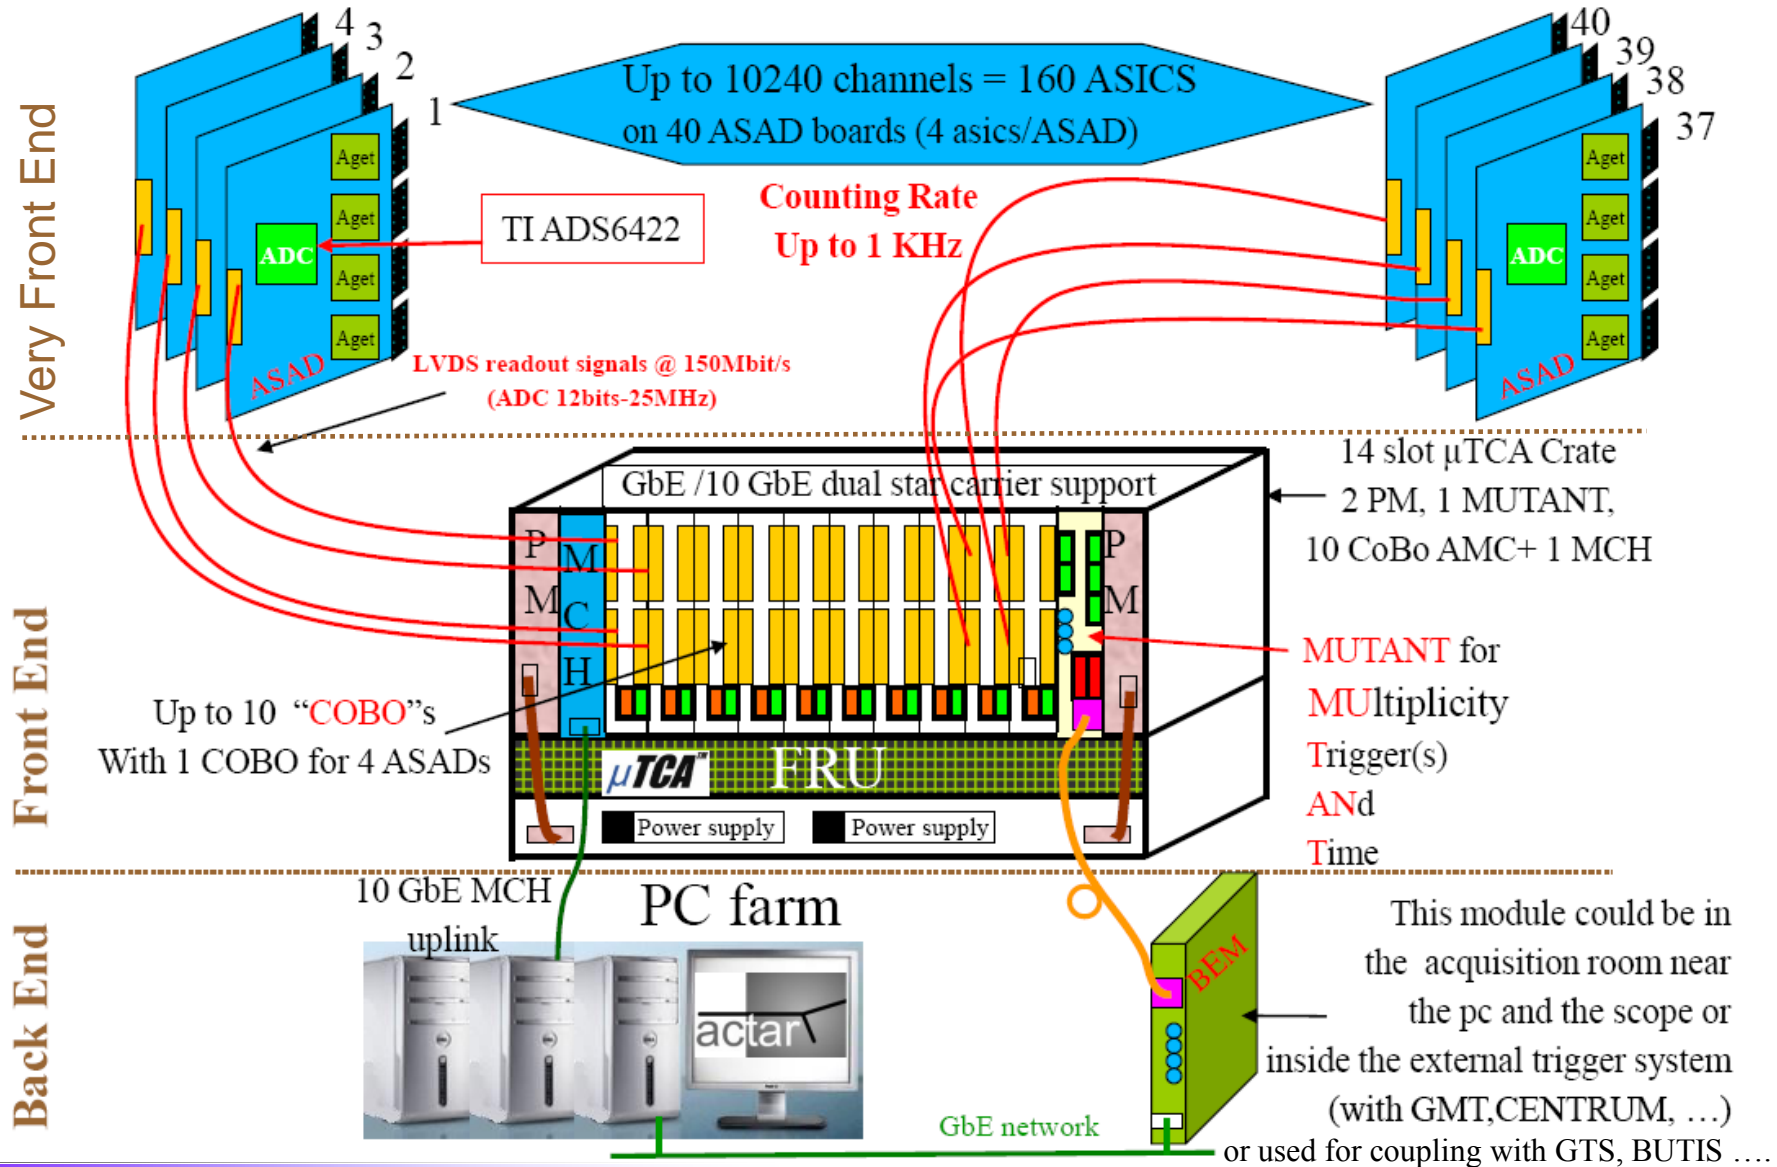 Very Front End
4
3
2
1
Aget
Aget
Aget
Aget
ADC
ASAD
TI ADS6422
Up to 10240 channels = 160 ASICS
on 40 ASAD boards (4 asics/ASAD)
Counting Rate
Up to 1 KHz
40
39
38
37
Aget
Aget
Aget
Aget
ADC
ASAD
LVDS readout signals @ 150Mbit/s
(ADC 12bits-25MHz)
Front End
GbE /10 GbE dual star carrier support
14 slot µTCA Crate
2 PM, 1 MUTANT,
10 CoBo AMC+ 1 MCH
P
M
M
C
H
P
M
MUTANT for
MUltiplicity
Trigger(s)
ANd
Time
Up to 10 “COBO”s
With 1 COBO for 4 ASADs
µTCA™
FRU
Power supply
Power supply
Back End
10 GbE MCH
uplink
PC farm
actar
BEM
This module could be in
the acquisition room near
the pc and the scope or
inside the external trigger system
(with GMT,CENTRUM, …)
or used for coupling with GTS, BUTIS ….
GbE network